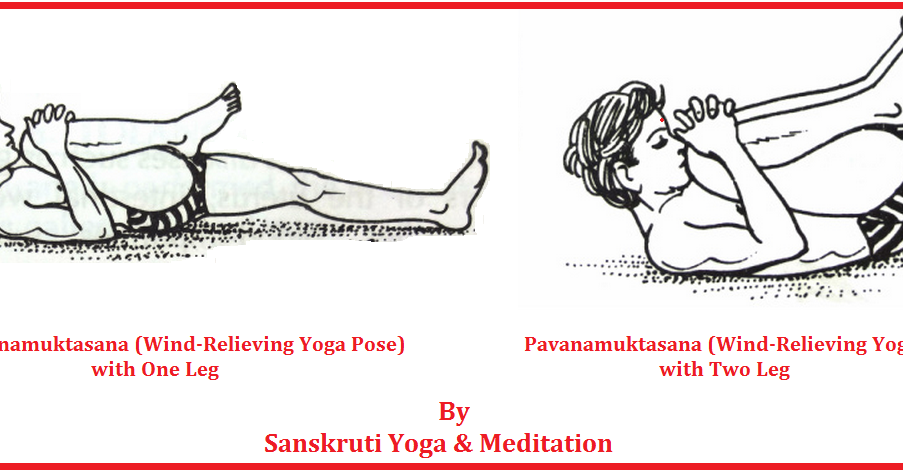 namuktasana (Wind-Relieving Yoga Pose)
with One Leg
Pavanamuktasana (Wind-Relieving Yog
with Two Leg
By
Sanskruti Yoga & Meditation